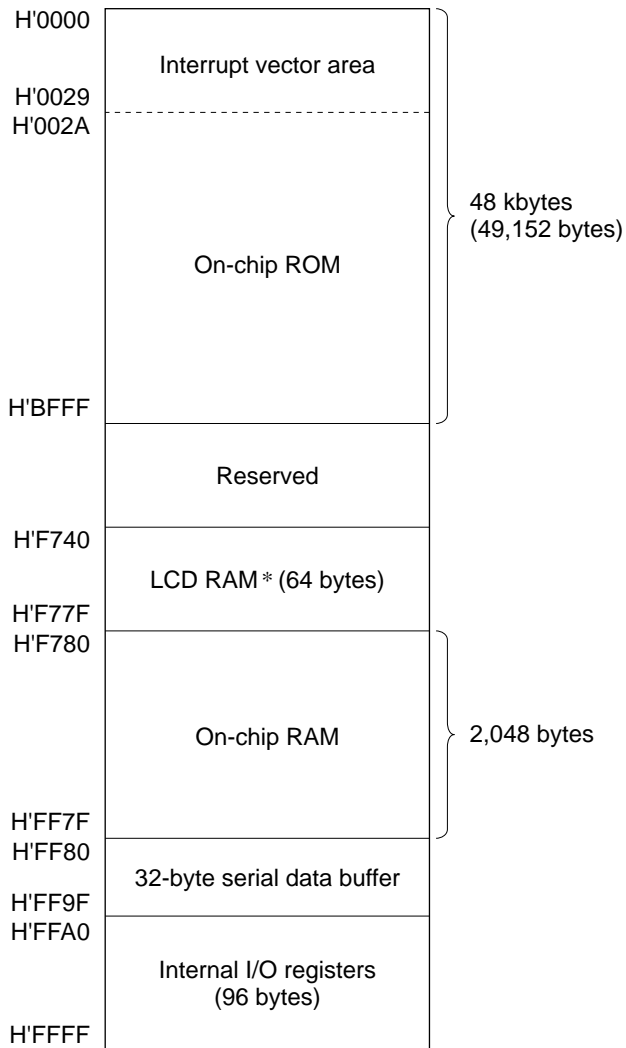 H'0000
Interrupt vector area
H'0029
H'002A
48 kbytes
(49,152 bytes)
On-chip ROM
H'BFFF
Reserved
H'F740
LCD RAM* (64 bytes)
H'F77F
H'F780
On-chip RAM
2,048 bytes
H'FF7F
H'FF80
32-byte serial data buffer
H'FF9F
H'FFA0
Internal I/O registers
(96 bytes)
H'FFFF